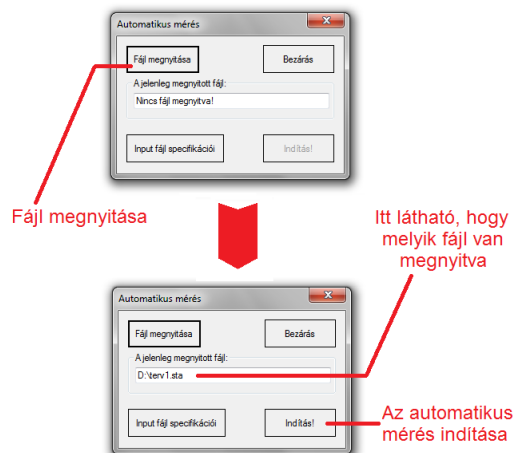 Automatikus mérés
Fájl megnyitása
Bezárás
A jelenleg megnyitott fájl:
Nincs fájl megnyitva!
Input fájl specifikációi
Indítás!
Fájl megnyitása
Itt látható, hogy
melyik fájl van
megnyitva
Automatikus mérés
Fájl megnyitása
Bezárás
A jelenleg megnyitott fájl:
D:\terv1.sta
Input fájl specifikációi
Indítás!
Az automatikus
mérés indítása